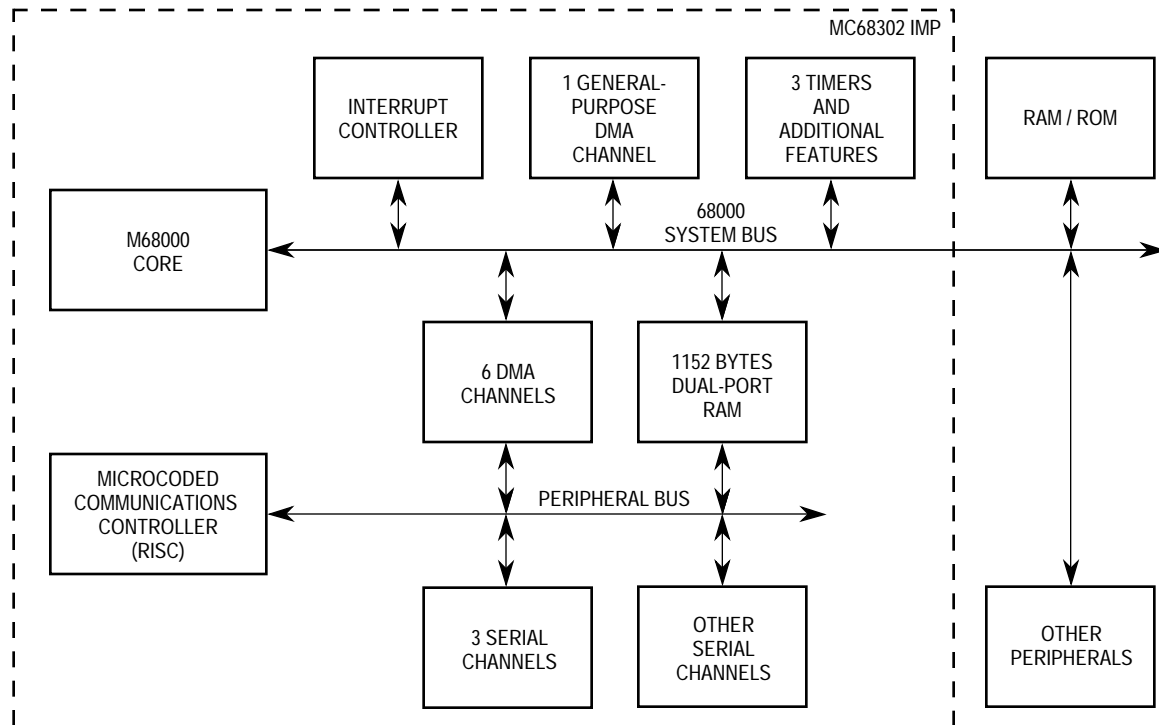 MC68302 IMP
INTERRUPT
CONTROLLER
1 GENERAL-
PURPOSE
DMA
CHANNEL
3 TIMERS
AND
ADDITIONAL
FEATURES
RAM / ROM
M68000
CORE
68000
SYSTEM BUS
6 DMA
CHANNELS
1152 BYTES
DUAL-PORT
RAM
MICROCODED
COMMUNICATIONS
CONTROLLER
(RISC)
PERIPHERAL BUS
3 SERIAL
CHANNELS
OTHER
SERIAL
CHANNELS
OTHER
PERIPHERALS